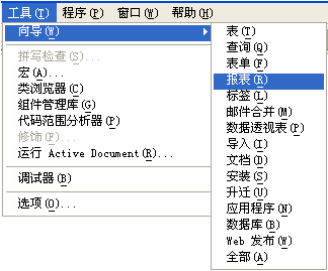 工具(T) 程序(P) 窗口(W) 帮助(H)
向导(W)
拼写检查(S)...
宏(A)...
类浏览器(C)
组件管理库(G)
代码范围分析器(P)
修饰(F)...
运行 Active Document(R)...
调试器(B)
选项(O)...
表(T)
查询(Q)
表单(F)
报表(R)
标签(L)
邮件合并(M)
数据透视表(P)
导入(I)
文档(D)
安装(S)
升迁(U)
应用程序(N)
数据库(B)
Web 发布(W)
全部(A)